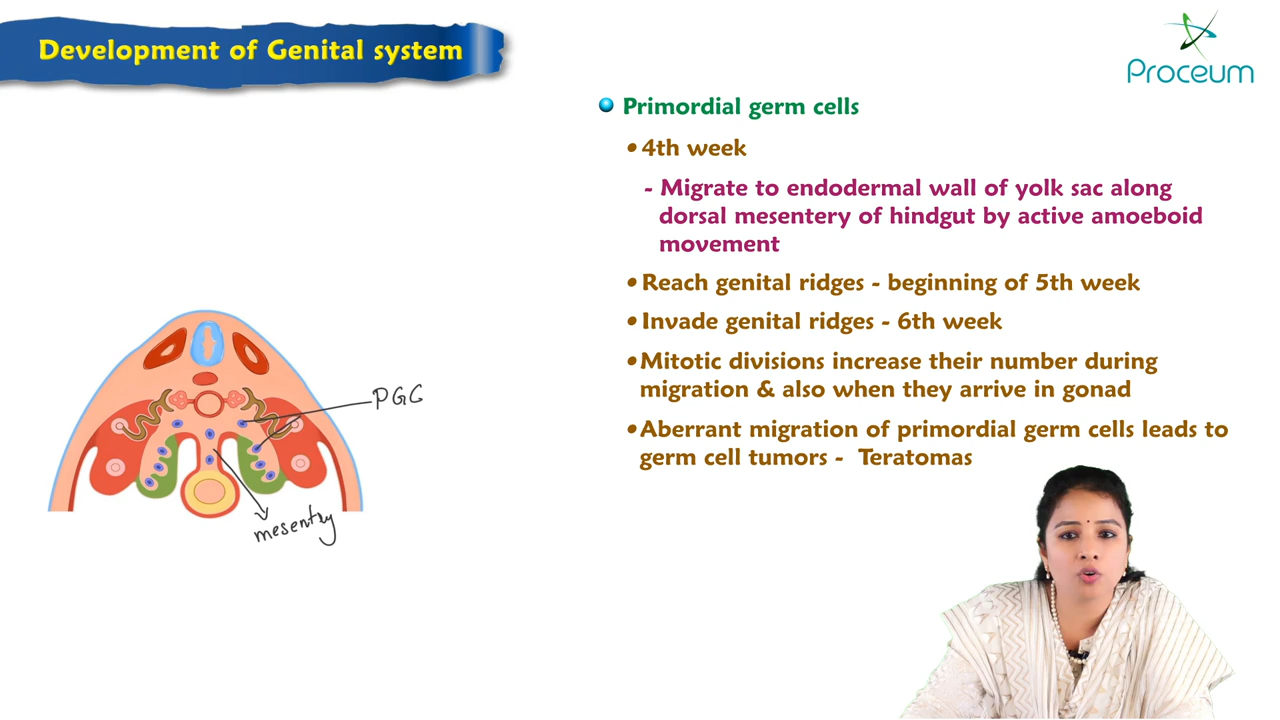 Development of Genital system
Proceum
Primordial germ cells
• 4th week
- Migrate to endodermal wall of yolk sac along
dorsal mesentery of hindgut by active amoeboid
movement
• Reach genital ridges - beginning of 5th week
• Invade genital ridges - 6th week
• Mitotic divisions increase their number during
migration & also when they arrive in gonad
• Aberrant migration of primordial germ cells leads to
germ cell tumors - Teratomas
PGC
mesentry